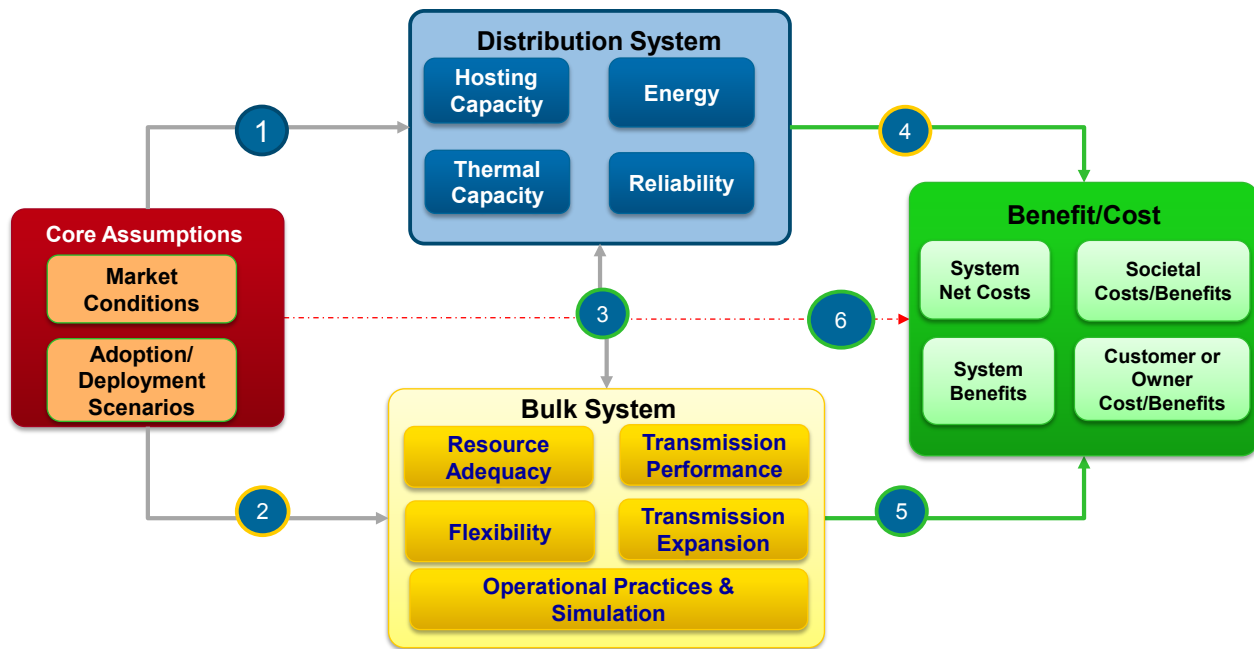 Distribution System
Hosting
Capacity
Energy
Thermal
Capacity
Reliability
1
4
Core Assumptions
Market
Conditions
Adoption/
Deployment
Scenarios
3
6
Benefit/Cost
System
Net Costs
Societal
Costs/Benefits
System
Benefits
Customer or
Owner
Cost/Benefits
2
5
Bulk System
Resource
Adequacy
Transmission
Performance
Flexibility
Transmission
Expansion
Operational Practices &
Simulation